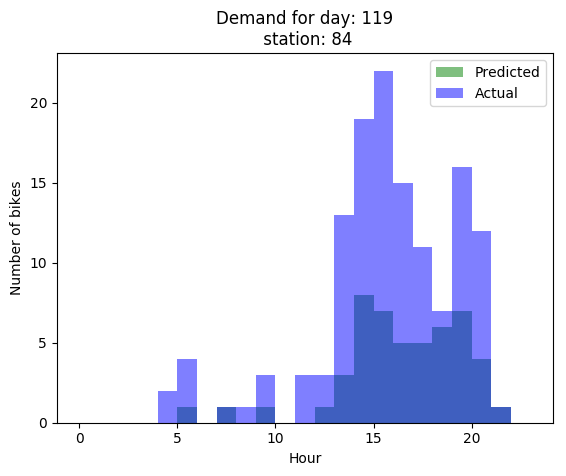 Demand for day: 119
station: 84
Predicted
Actual
Number of bikes
20
15
10
5
0
0
5
10
15
20
Hour